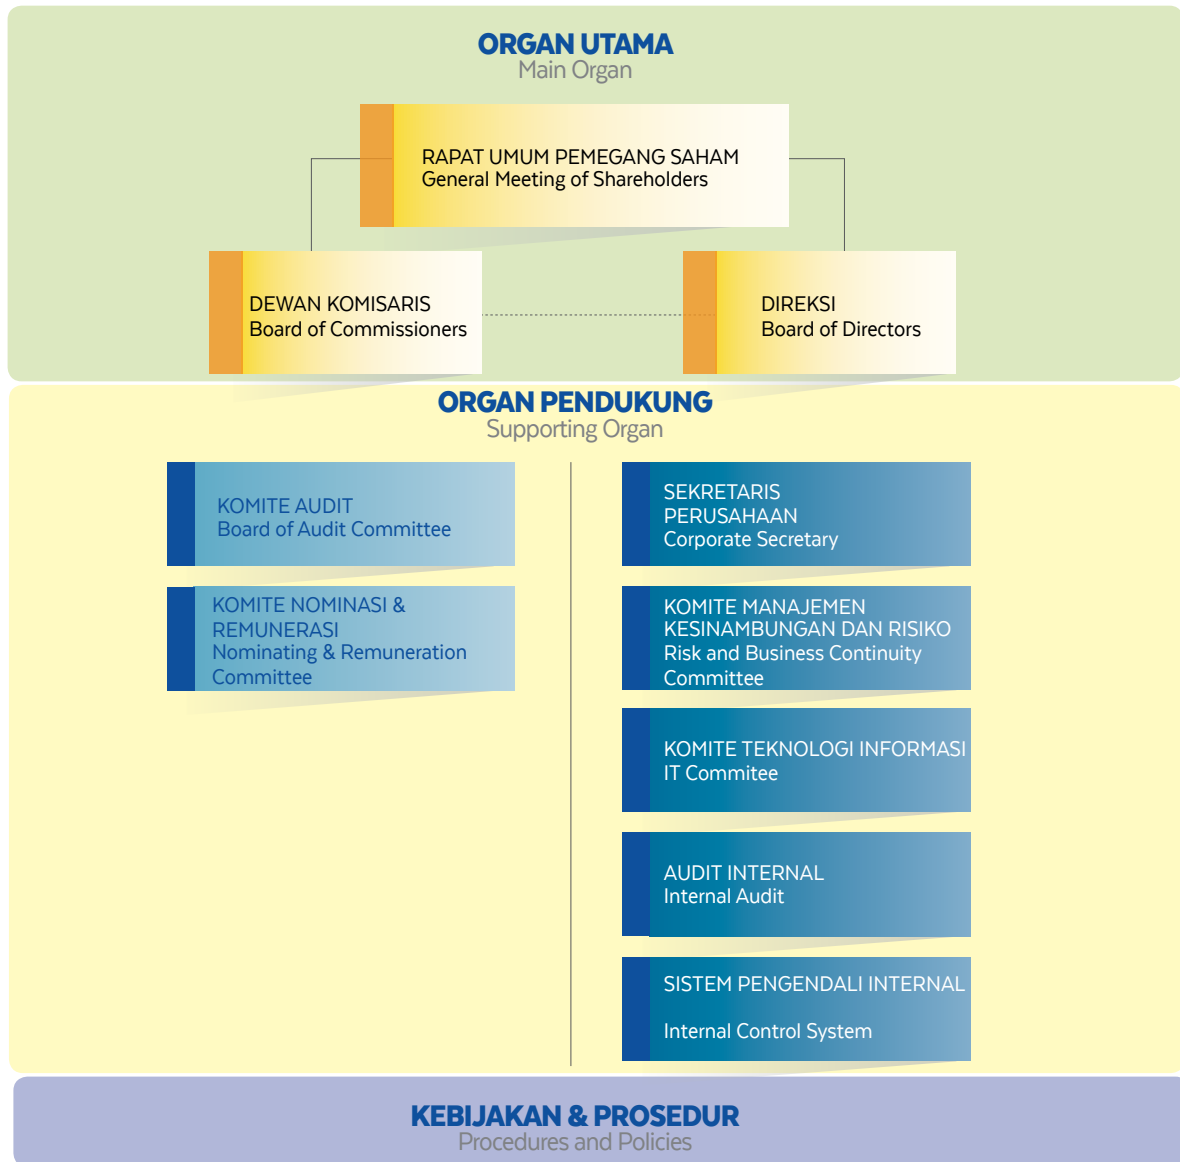 ORGAN UTAMA
Main Organ
RAPAT UMUM PEMEGANG SAHAM
General Meeting of Shareholders
DEWAN KOMISARIS
Board of Commissioners
DIREKSI
Board of Directors
ORGAN PENDUKUNG
Supporting Organ
KOMITE AUDIT
Board of Audit Committee
KOMITE NOMINASI &
REMUNERASI
Nominating & Remuneration
Committee
SEKRETARIS
PERUSAHAAN
Corporate Secretary
KOMITE MANAJEMEN
KESINAMBUNGAN DAN RISIKO
Risk and Business Continuity
Committee
KOMITE TEKNOLOGI INFORMASI
IT Commitee
AUDIT INTERNAL
Internal Audit
SISTEM PENGENDALI INTERNAL
Internal Control System
KEBIJAKAN & PROSEDUR
Procedures and Policies